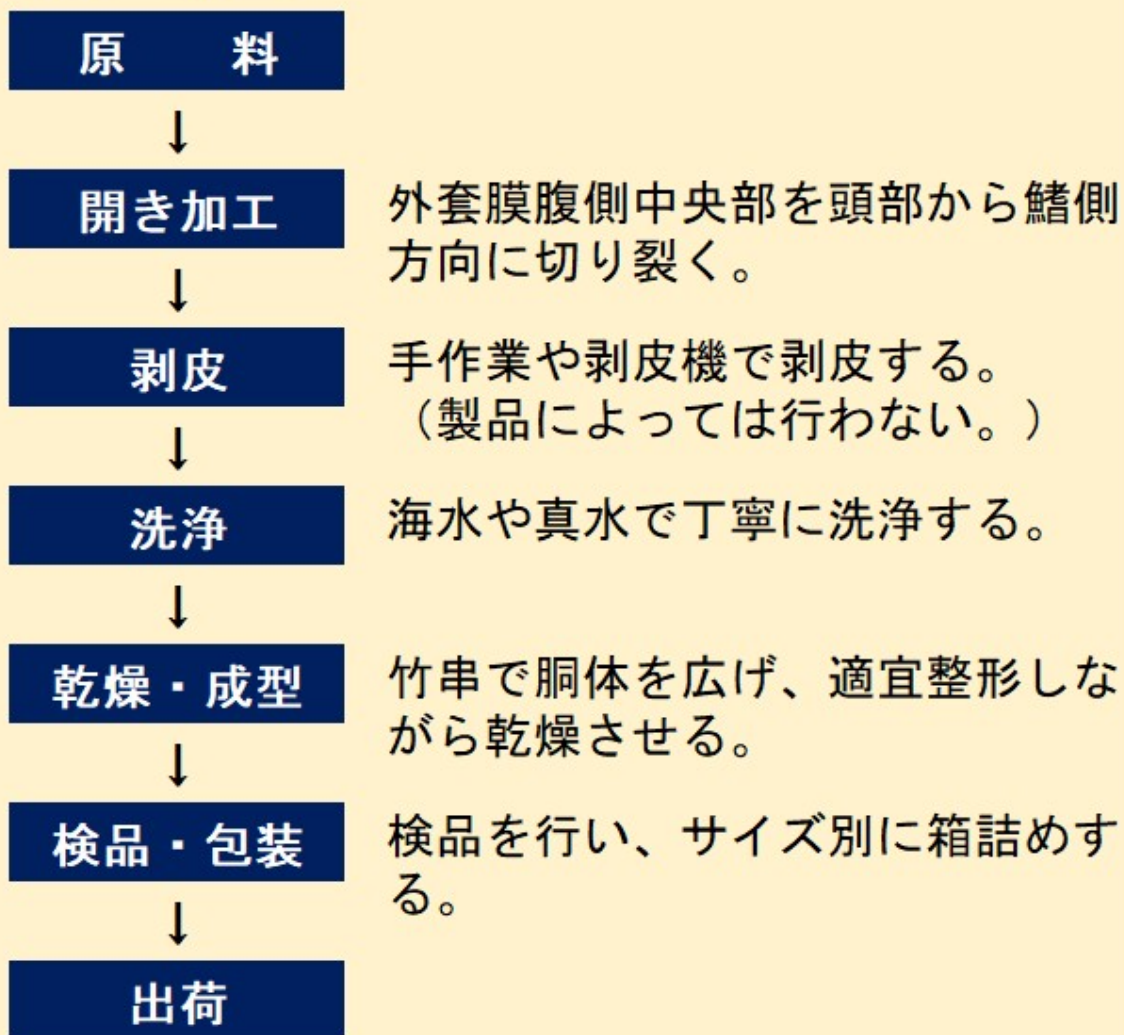 原　　料
↓
開き加工
外套膜腹側中央部を頭部から鰭側
方向に切り裂く。
↓
剥皮
手作業や剥皮機で剥皮する。
（製品によっては行わない。）
↓
洗浄
海水や真水で丁寧に洗浄する。
↓
乾燥・成型
竹串で胴体を広げ、適宜整形しな
がら乾燥させる。
↓
検品・包装
検品を行い、サイズ別に箱詰めす
る。
↓
出荷